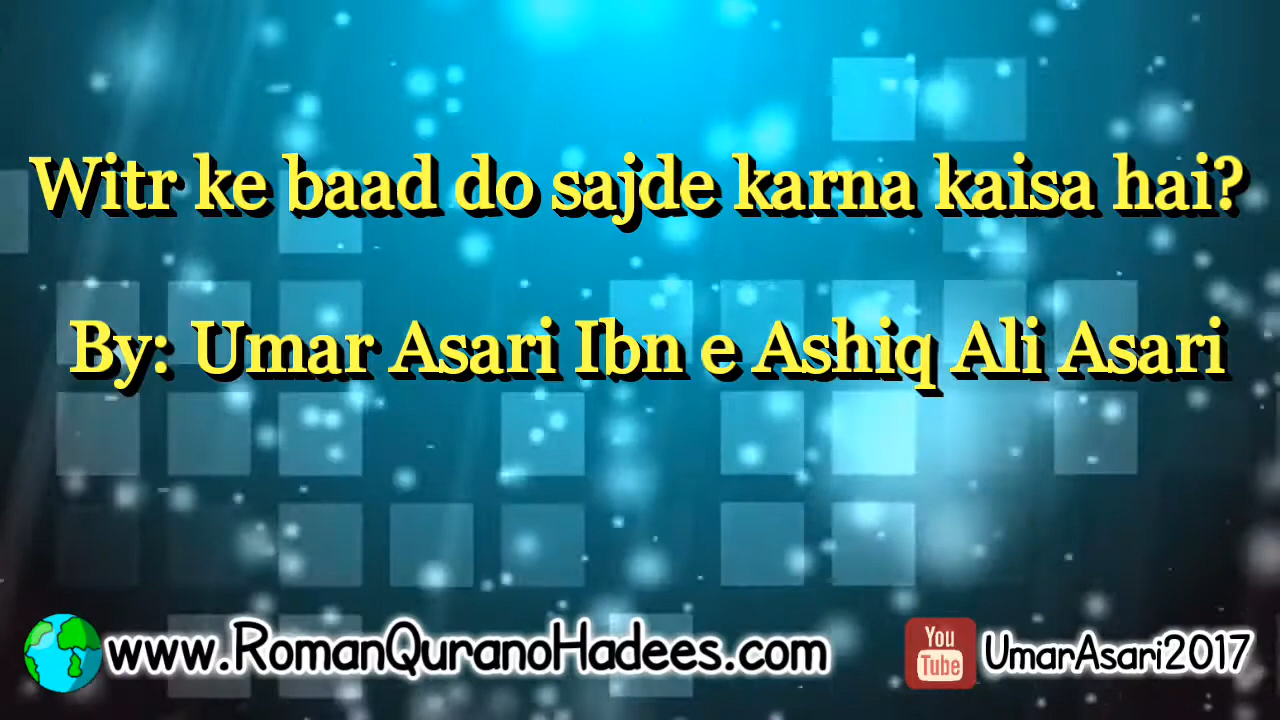 Witr ke baad do sajde karna kaisa hai?
By: Umar Asari Ibn e Ashiq Ali Asari
www.RomanQuranoHadees.com
You Tube UmarAsari2017